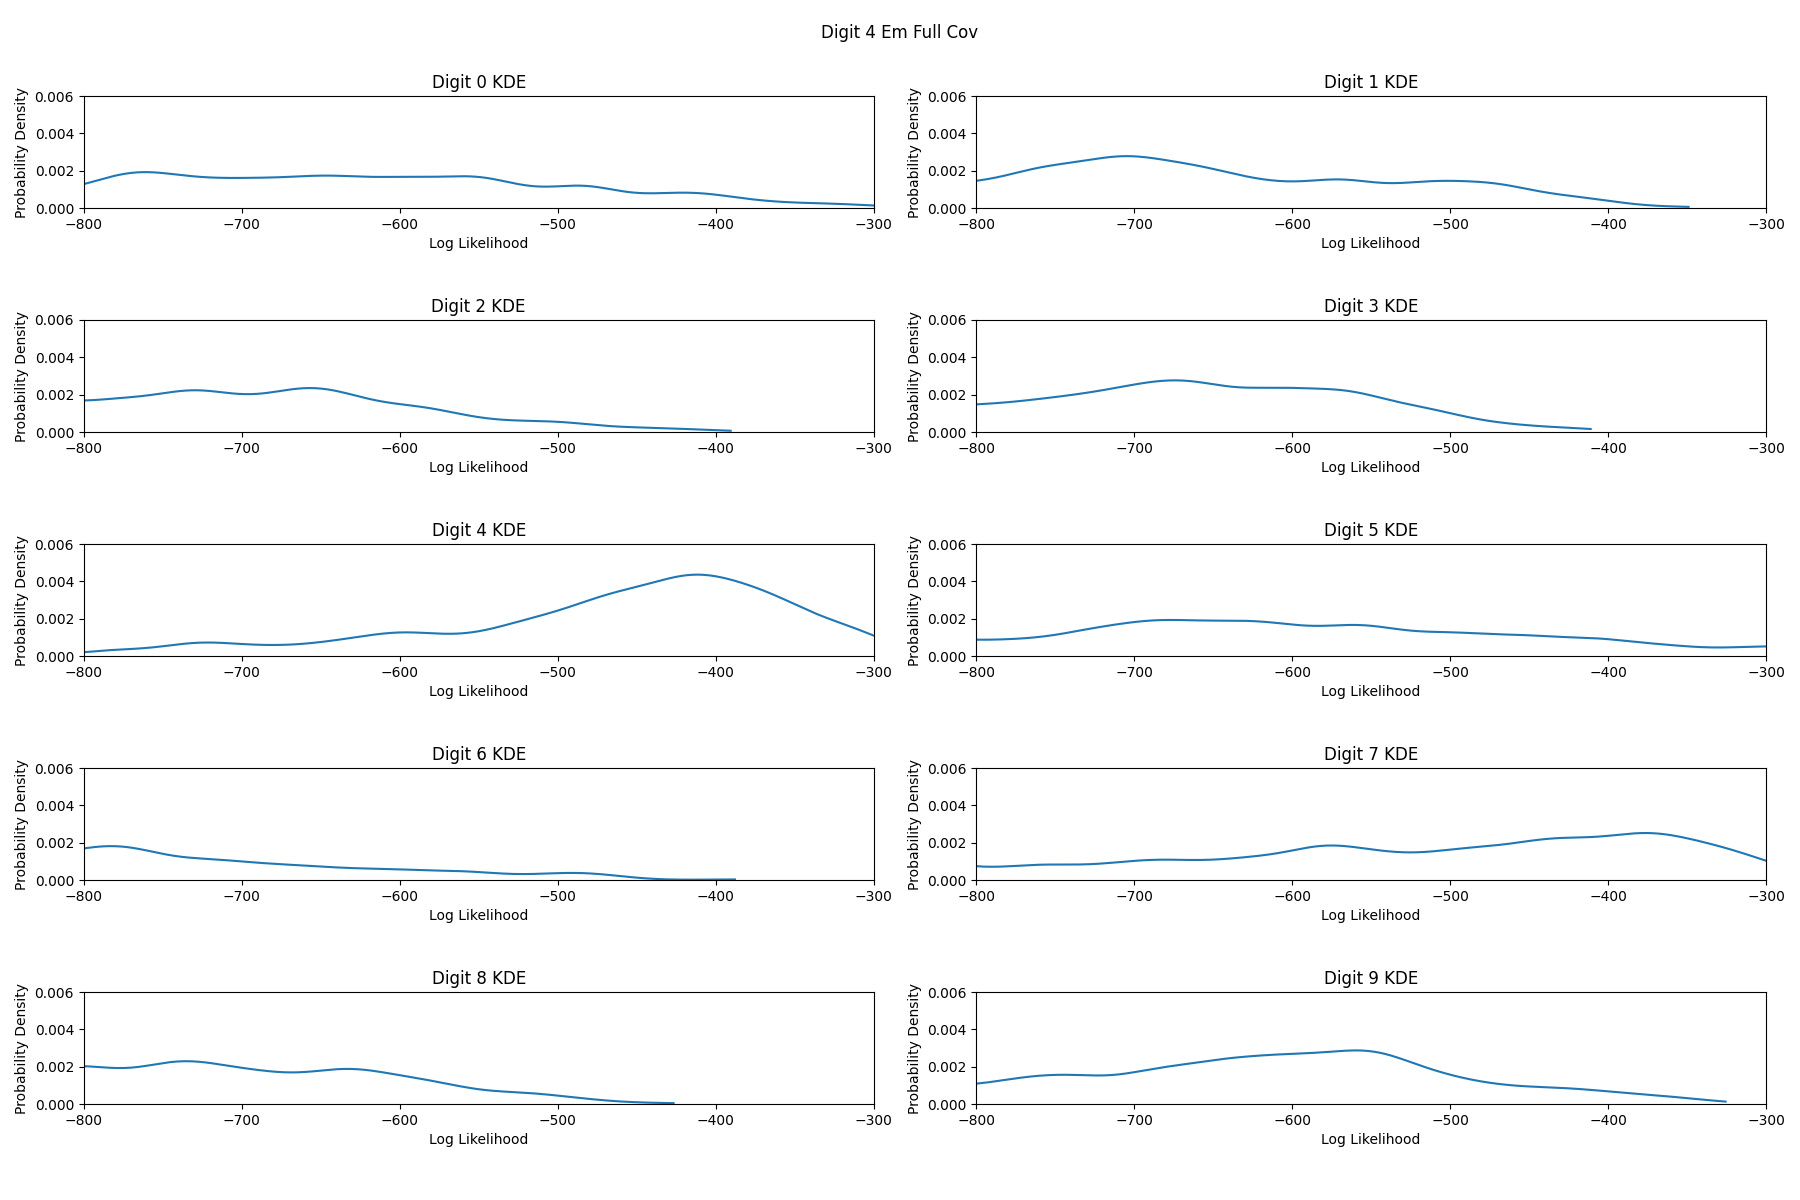 Digit 4 Em Full Cov
Digit 0 KDE
Probability Density
0.006
0.004
0.002
0.000
−800 −700 −600 −500 −400 −300
Log Likelihood
Digit 1 KDE
Probability Density
0.006
0.004
0.002
0.000
−800 −700 −600 −500 −400 −300
Log Likelihood
Digit 2 KDE
Probability Density
0.006
0.004
0.002
0.000
−800 −700 −600 −500 −400 −300
Log Likelihood
Digit 3 KDE
Probability Density
0.006
0.004
0.002
0.000
−800 −700 −600 −500 −400 −300
Log Likelihood
Digit 4 KDE
Probability Density
0.006
0.004
0.002
0.000
−800 −700 −600 −500 −400 −300
Log Likelihood
Digit 5 KDE
Probability Density
0.006
0.004
0.002
0.000
−800 −700 −600 −500 −400 −300
Log Likelihood
Digit 6 KDE
Probability Density
0.006
0.004
0.002
0.000
−800 −700 −600 −500 −400 −300
Log Likelihood
Digit 7 KDE
Probability Density
0.006
0.004
0.002
0.000
−800 −700 −600 −500 −400 −300
Log Likelihood
Digit 8 KDE
Probability Density
0.006
0.004
0.002
0.000
−800 −700 −600 −500 −400 −300
Log Likelihood
Digit 9 KDE
Probability Density
0.006
0.004
0.002
0.000
−800 −700 −600 −500 −400 −300
Log Likelihood